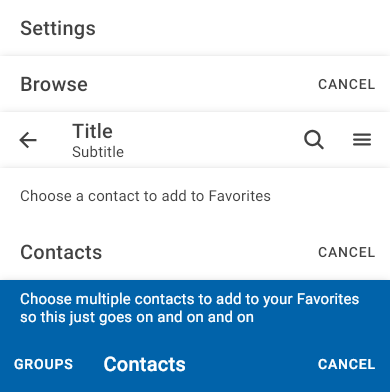 Settings
Browse CANCEL
Title
Subtitle
Choose a contact to add to Favorites
Contacts CANCEL
Choose multiple contacts to add to your Favorites
so this just goes on and on and on
GROUPS Contacts CANCEL